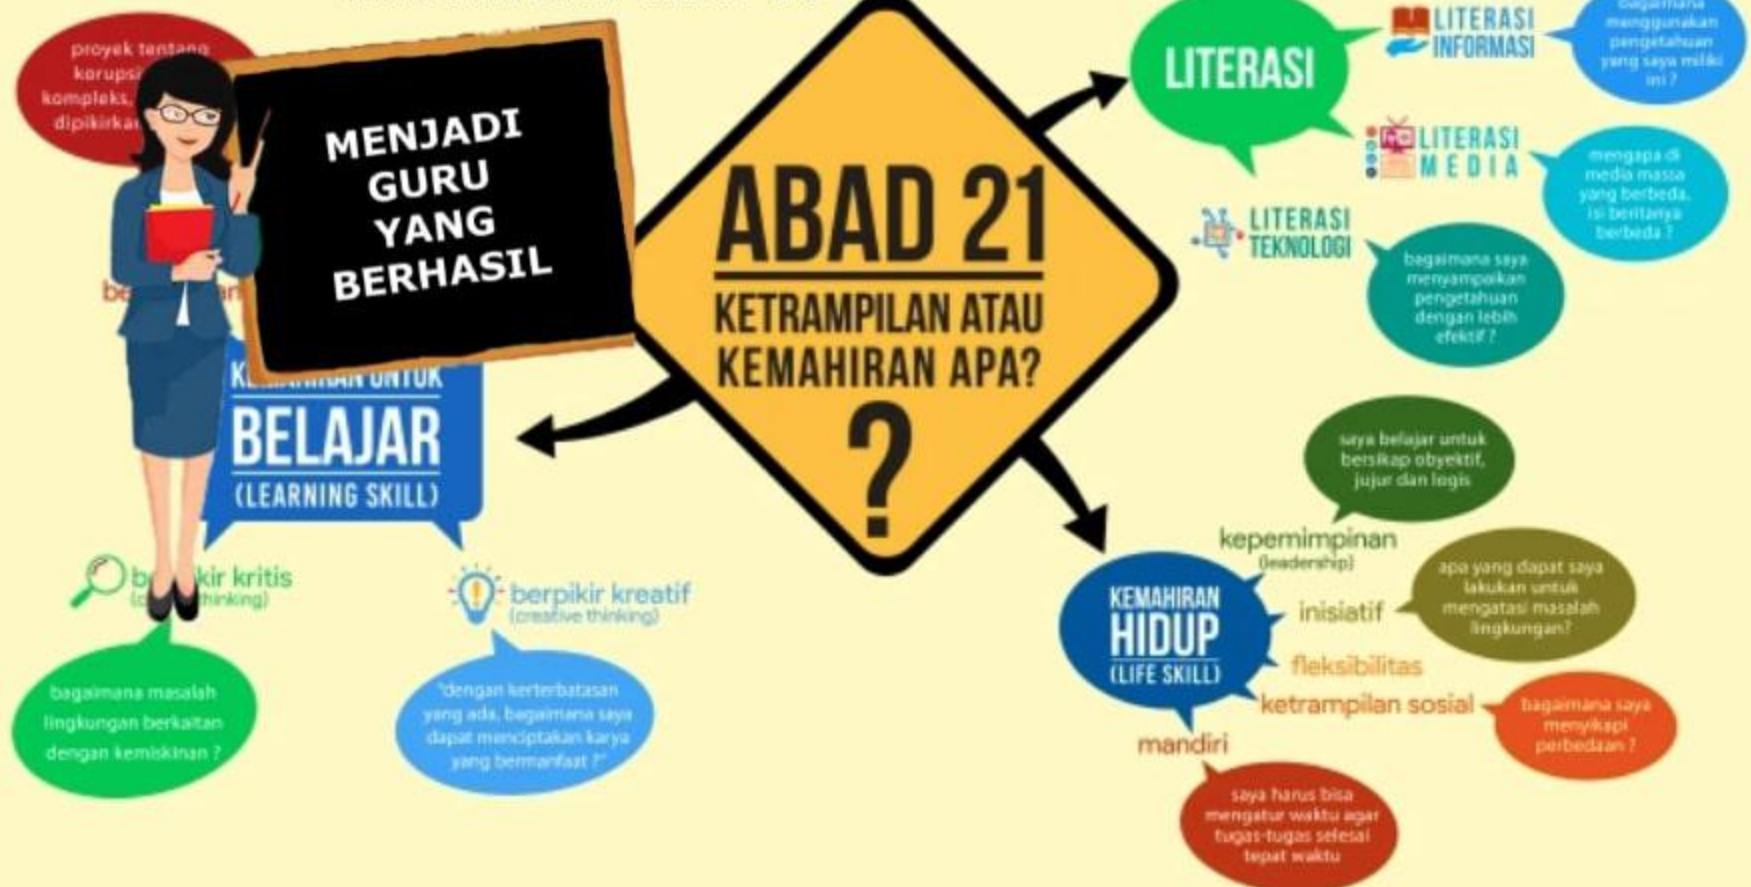 proyek tentang
korupsi
kompleks,
MENJADI
GURU
YANG
BERHASIL
UNTUK
BELAJAR
(LEARNING SKILL)
kir kritis
thinking)
bagaimana masalah
lingkungan berkaitan
dengan kemiskinan ?
berpikir kreatif
(creative thinking)
"dengan kerterbatasan
yang ada, bagaimana saya
dapat menciptakan karya
yang bermanfaat ?"
ABAD 21
KETRAMPILAN ATAU
KEMAHIRAN APA?
?
LITERASI
LITERASI
INFORMASI
bagaimana
menggunakan
pengetahuan
yang saya miliki
ini ?
LITERASI
MEDIA
mengapa di
media massa
yang berbeda,
isi beritanya
berbeda ?
LITERASI
TEKNOLOGI
bagaimana saya
menyampaikan
pengetahuan
dengan lebih
efektif ?
saya belajar untuk
bersikap obyektif,
jujur dan logis
kepemimpinan
(leadership)
KEMAHIRAN
HIDUP
(LIFE SKILL)
inisiatif
apa yang dapat saya
lakukan untuk
mengatasi masalah
lingkungan?
fleksibilitas
ketrampilan sosial
bagaimana saya
menyikapi
perbedaan ?
mandiri
saya harus bisa
mengatur waktu agar
tugas-tugas selesai
tepat waktu